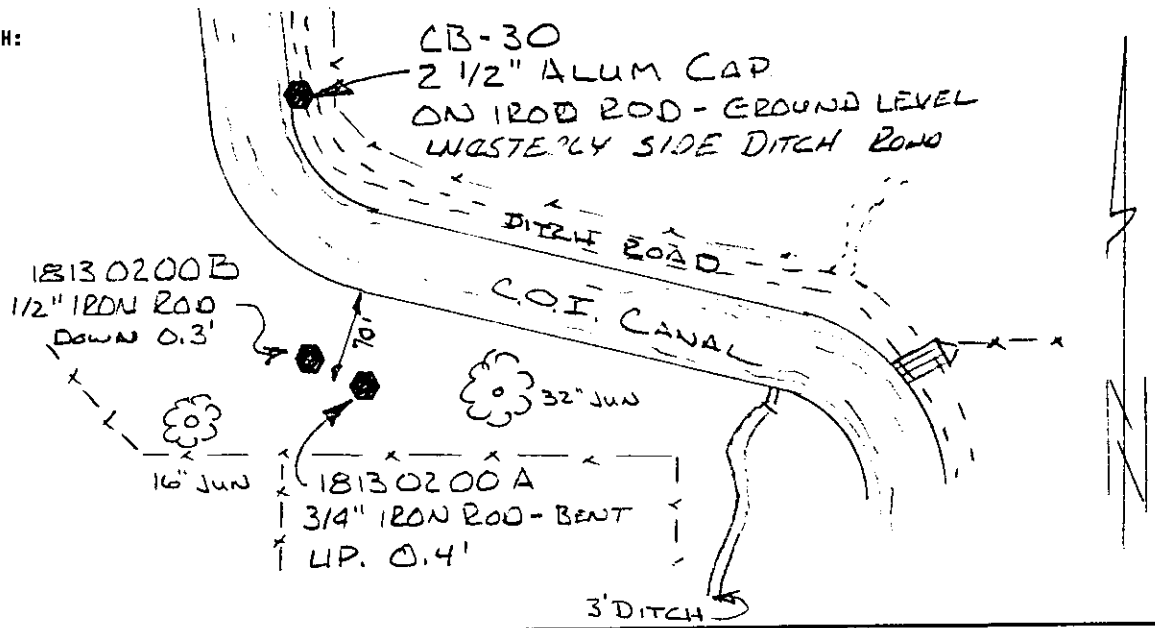 H:
CB-30
2 1/2" ALUM CAP
ON IROD ROD - GROUND LEVEL
WESTERLY SIDE DITCH ROAD
DITCH ROAD
C.O.I. CANAL
18130200B
1/2" IRON ROD
DOWN 0.3'
70'
32" JUN
16" JUN
18130200A
3/4" IRON ROD - BENT
UP. 0.4'
3' DITCH
N